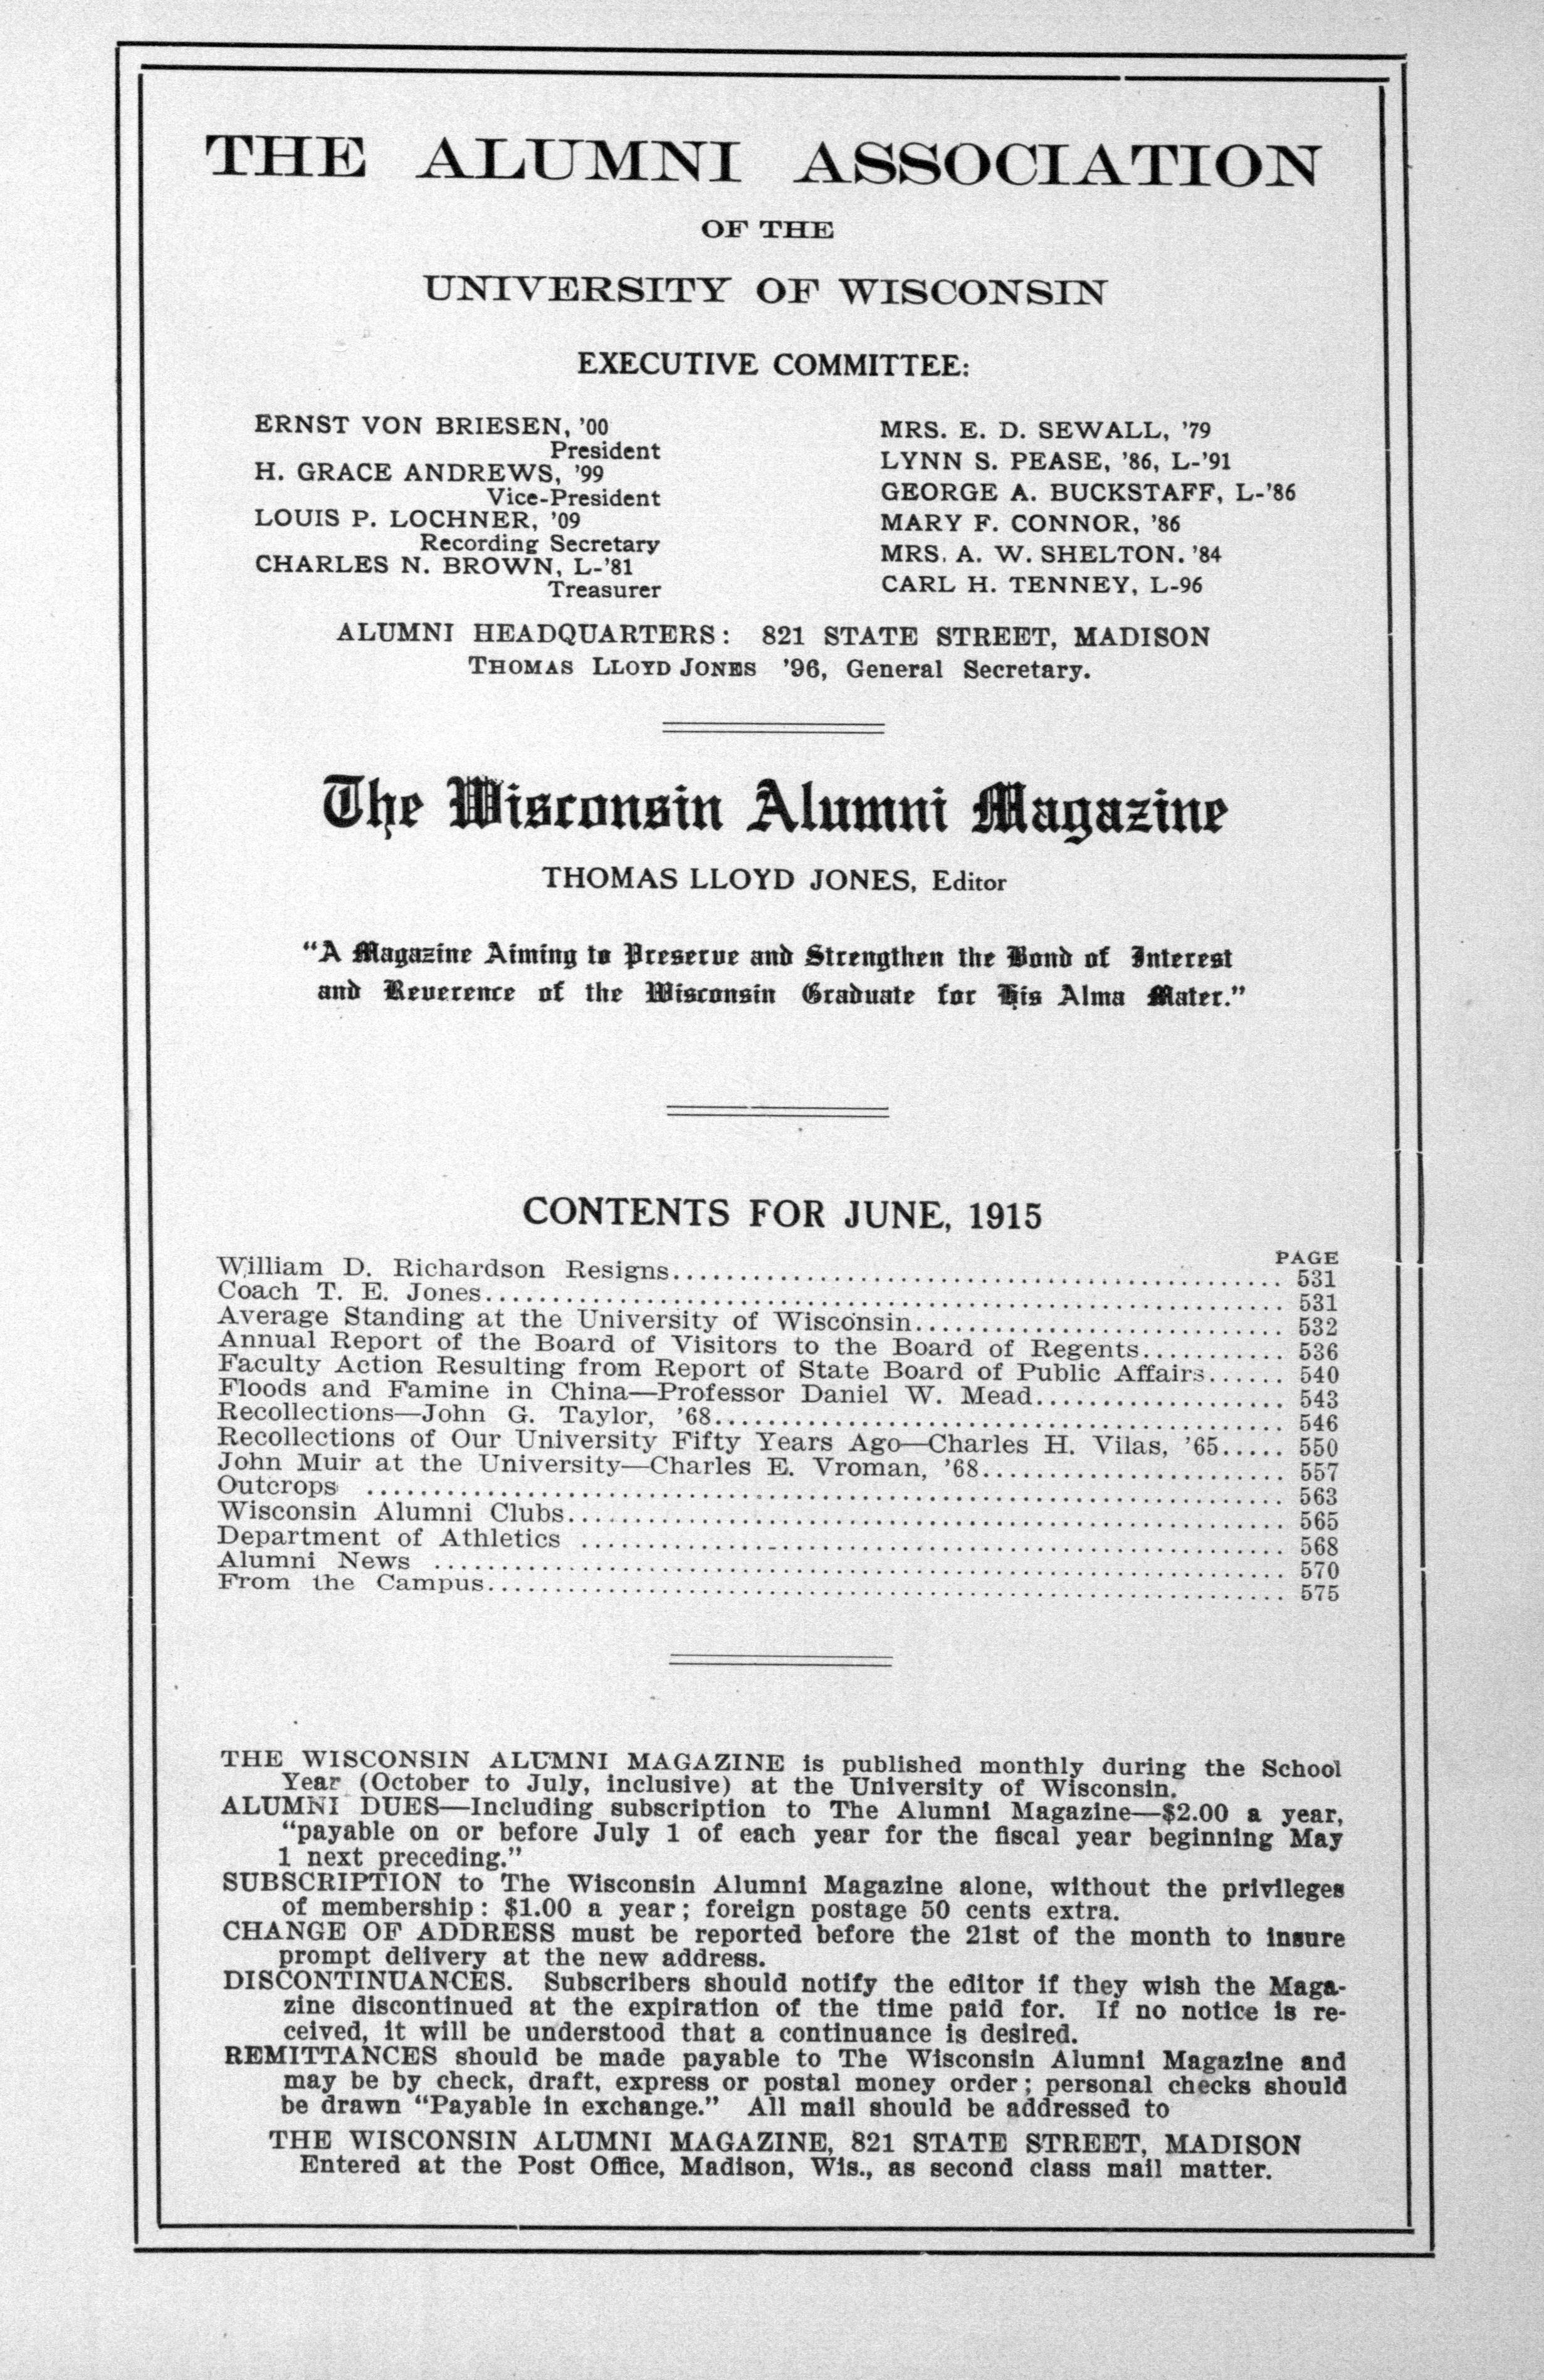 THE ALUMNI ASSOCIATION
OF THE
UNIVERSITY OF WISCONSIN
EXECUTIVE COMMITTEE:
ERNST VON BRIESEN, '00
President
H. GRACE ANDREWS, '99
Vice-President
LOUIS P. LOCHNER, '09
Recording Secretary
CHARLES N. BROWN, L-'81
Treasurer
MRS. E. D. SEWALL, '79
LYNN S. PEASE, '86, L-'91
GEORGE A. BUCKSTAFF, L-'86
MARY F. CONNOR, '86
MRS. A. W. SHELTON. '84
CARL H. TENNEY, L-96
ALUMNI HEADQUARTERS: 821 STATE STREET, MADISON
THOMAS LLOYD JONES '96, General Secretary.
The Wisconsin Alumni Magazine
THOMAS LLOYD JONES, Editor
"A Magazine Aiming to Preserve and Strengthen the Bond of Interest
and Reverence of the Wisconsin Graduate for His Alma Mater."
CONTENTS FOR JUNE, 1915
PAGE
William D. Richardson Resigns............................................ 531
Coach T. E. Jones............................................................ 531
Average Standing at the University of Wisconsin........................... 532
Annual Report of the Board of Visitors to the Board of Regents........... 536
Faculty Action Resulting from Report of State Board of Public Affairs...... 540
Floods and Famine in China—Professor Daniel W. Mead................... 543
Recollections—John G. Taylor, '68.......................................... 546
Recollections of Our University Fifty Years Ago—Charles H. Vilas, '65..... 550
John Muir at the University—Charles E. Vroman, '68....................... 557
Outcrops .................................................................... 563
Wisconsin Alumni Clubs..................................................... 565
Department of Athletics .................................................... 568
Alumni News ............................................................... 570
From the Campus............................................................ 575
THE WISCONSIN ALUMNI MAGAZINE is published monthly during the School
Year (October to July, inclusive) at the University of Wisconsin.
ALUMNI DUES—Including subscription to The Alumni Magazine—$2.00 a year,
"payable on or before July 1 of each year for the fiscal year beginning May
1 next preceding."
SUBSCRIPTION to The Wisconsin Alumni Magazine alone, without the privileges
of membership: $1.00 a year; foreign postage 50 cents extra.
CHANGE OF ADDRESS must be reported before the 21st of the month to insure
prompt delivery at the new address.
DISCONTINUANCES. Subscribers should notify the editor if they wish the Maga-
zine discontinued at the expiration of the time paid for. If no notice is re-
ceived, it will be understood that a continuance is desired.
REMITTANCES should be made payable to The Wisconsin Alumni Magazine and
may be by check, draft, express or postal money order; personal checks should
be drawn "Payable in exchange." All mail should be addressed to
THE WISCONSIN ALUMNI MAGAZINE, 821 STATE STREET, MADISON
Entered at the Post Office, Madison, Wis., as second class mail matter.